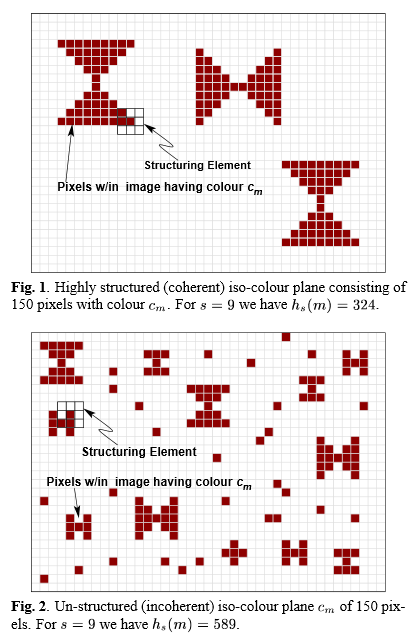 Structuring Element
Pixels w/in image having colour cm
Fig. 1. Highly structured (coherent) iso-colour plane consisting of
150 pixels with colour cm. For s = 9 we have hs(m) = 324.
Structuring Element
Pixels w/in image having colour cm
Fig. 2. Un-structured (incoherent) iso-colour plane cm of 150 pix-
els. For s = 9 we have hs(m) = 589.